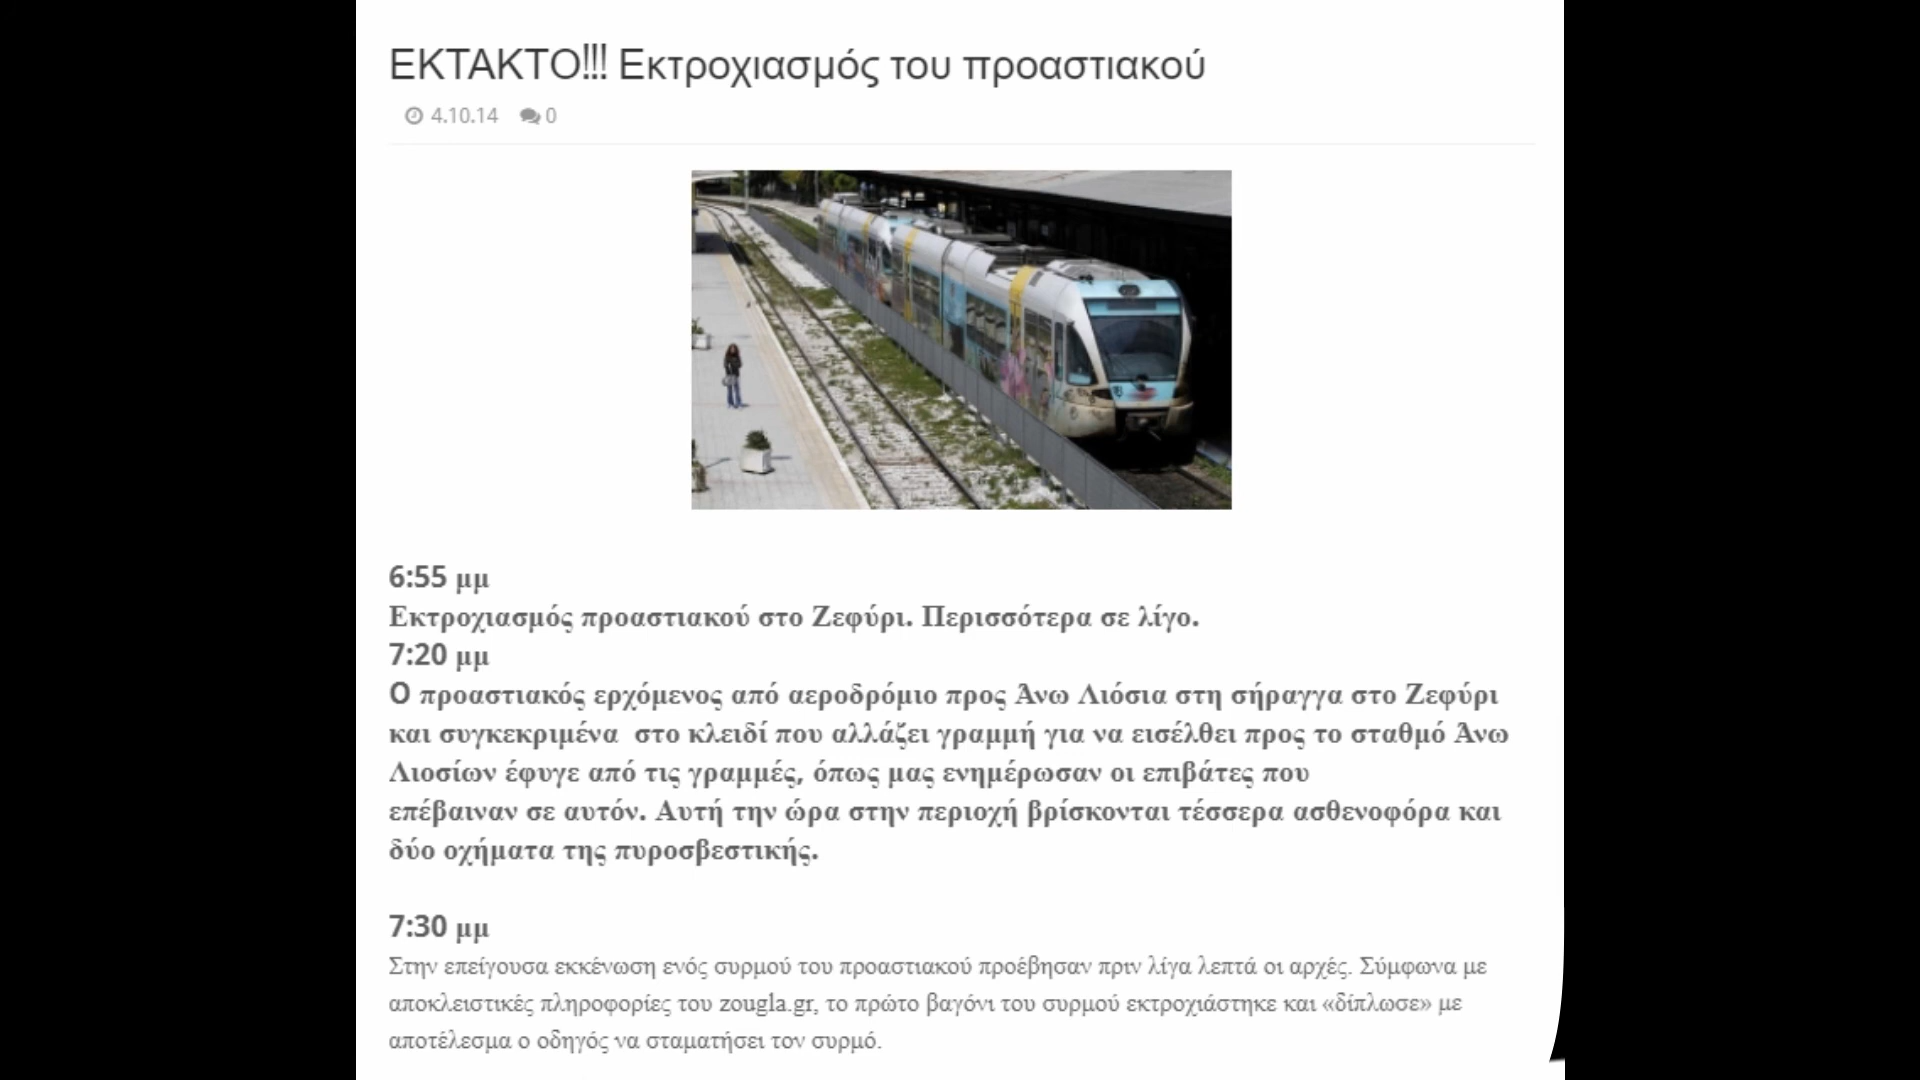 ΕΚΤΑΚΤΟ!!! Εκτροχιασμός του προαστιακού
4.10.14 0
6:55 μμ
Εκτροχιασμός προαστιακού στο Ζεφύρι. Περισσότερα σε λίγο.
7:20 μμ
Ο προαστιακός ερχόμενος από αεροδρόμιο προς Άνω Λιόσια στη σήραγγα στο Ζεφύρι
και συγκεκριμένα στο κλειδί που αλλάζει γραμμή για να εισέλθει προς το σταθμό Άνω
Λιοσίων έφυγε από τις γραμμές, όπως μας ενημέρωσαν οι επιβάτες που
επέβαιναν σε αυτόν. Αυτή την ώρα στην περιοχή βρίσκονται τέσσερα ασθενοφόρα και
δύο οχήματα της πυροσβεστικής.
7:30 μμ
Στην επείγουσα εκκένωση ενός συρμού του προαστιακού προέβησαν πριν λίγα λεπτά οι αρχές. Σύμφωνα με
αποκλειστικές πληροφορίες του zougla.gr, το πρώτο βαγόνι του συρμού εκτροχιάστηκε και «δίπλωσε» με
αποτέλεσμα ο οδηγός να σταματήσει τον συρμό.